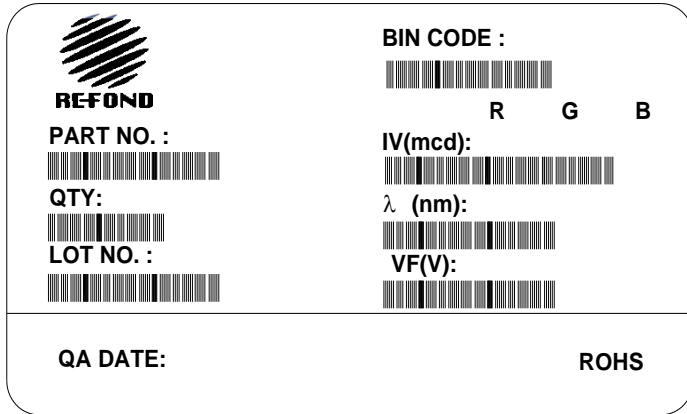 REFOND
PART NO. :
QTY:
LOT NO. :
BIN CODE :
R G B
IV(mcd):
λ (nm):
VF(V):
QA DATE:
ROHS